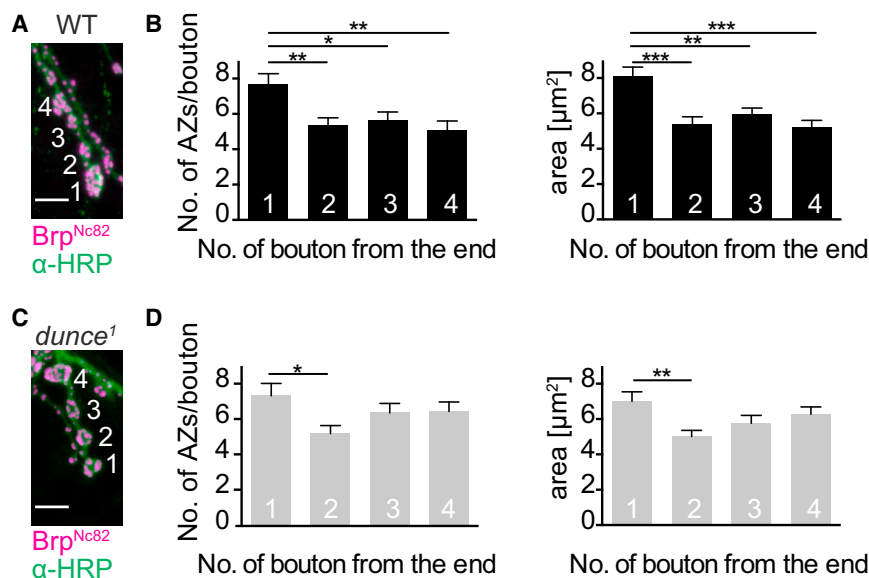 A WT
4
3
2
1
Brp^Nc82
α-HRP
B
** 
*
**
No. of AZs/bouton
8
6
4
2
0
1 2 3 4
No. of bouton from the end
***
**
***
area [µm²]
8
6
4
2
0
1 2 3 4
No. of bouton from the end
C dunce¹
4
3
2
1
Brp^Nc82
α-HRP
D
*
No. of AZs/bouton
8
6
4
2
0
1 2 3 4
No. of bouton from the end
**
area [µm²]
8
6
4
2
0
1 2 3 4
No. of bouton from the end